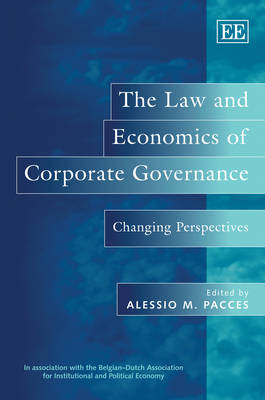 EE
The Law and
Economics of
Corporate Governance
Changing Perspectives
Edited by
ALESSIO M. PACCES
In association with the Belgian–Dutch Association
for Institutional and Political Economy